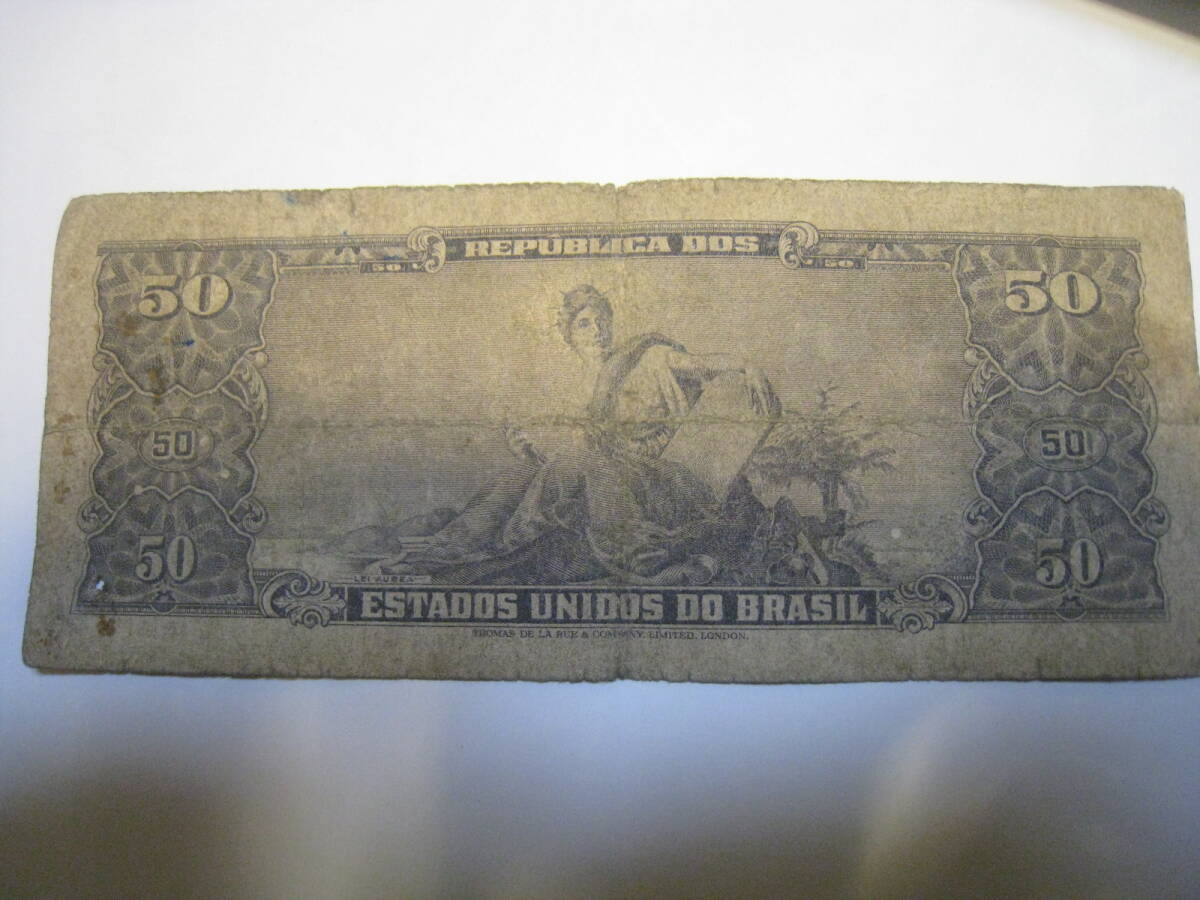 REPÚBLICA DOS
50 50
50 50
50 50
50 50
LEI AUREA
ESTADOS UNIDOS DO BRASIL
THOMAS DE LA RUE & COMPANY, LIMITED, LONDON.